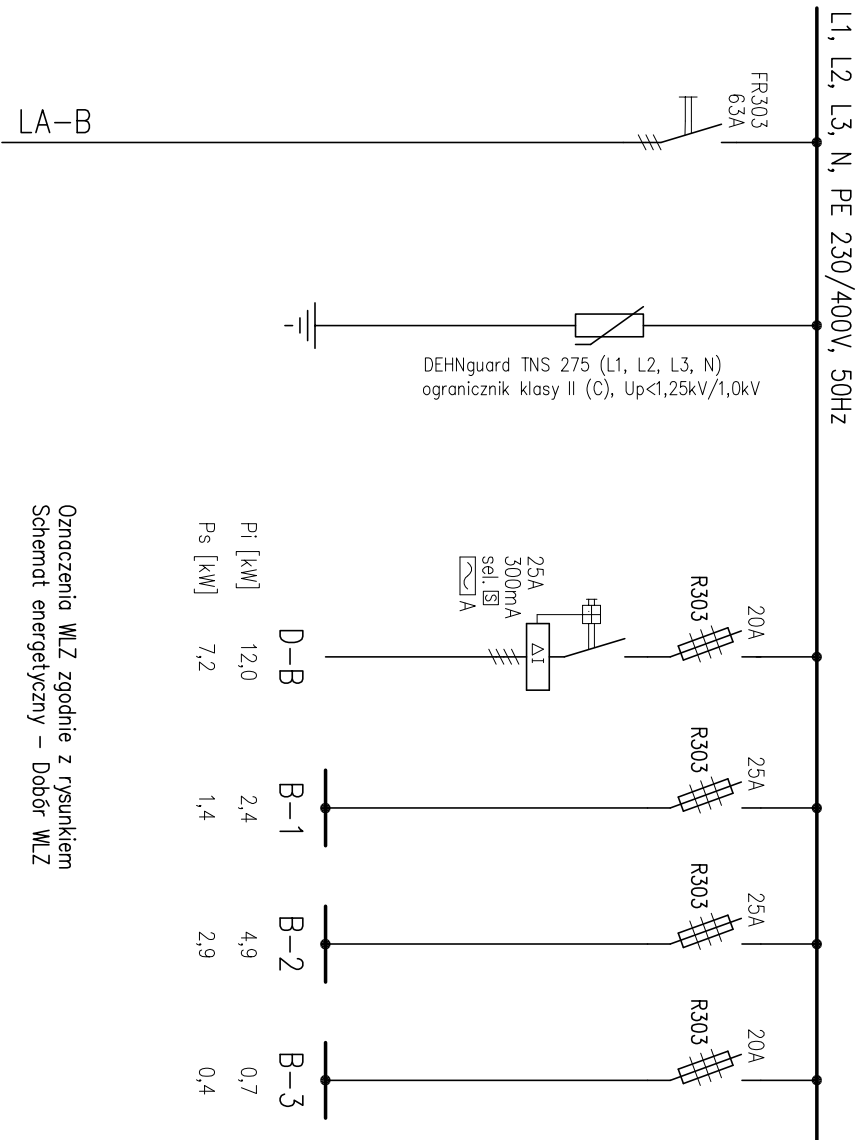 L1, L2, L3, N, PE 230/400V, 50Hz
FR303
63A
LA-B
DEHNguard TNS 275 (L1, L2, L3, N)
ogranicznik klasy II (C), Up<1,25kV/1,0kV
20A
R303
25A
300mA
sel. S
A
ΔI
25A
R303
25A
R303
20A
R303
D-B
B-1
B-2
B-3
Pi [kW] 12,0 2,4 4,9 0,7
Ps [kW] 7,2 1,4 2,9 0,4
Oznaczenia WLZ zgodnie z rysunkiem
Schemat energetyczny - Dobór WLZ